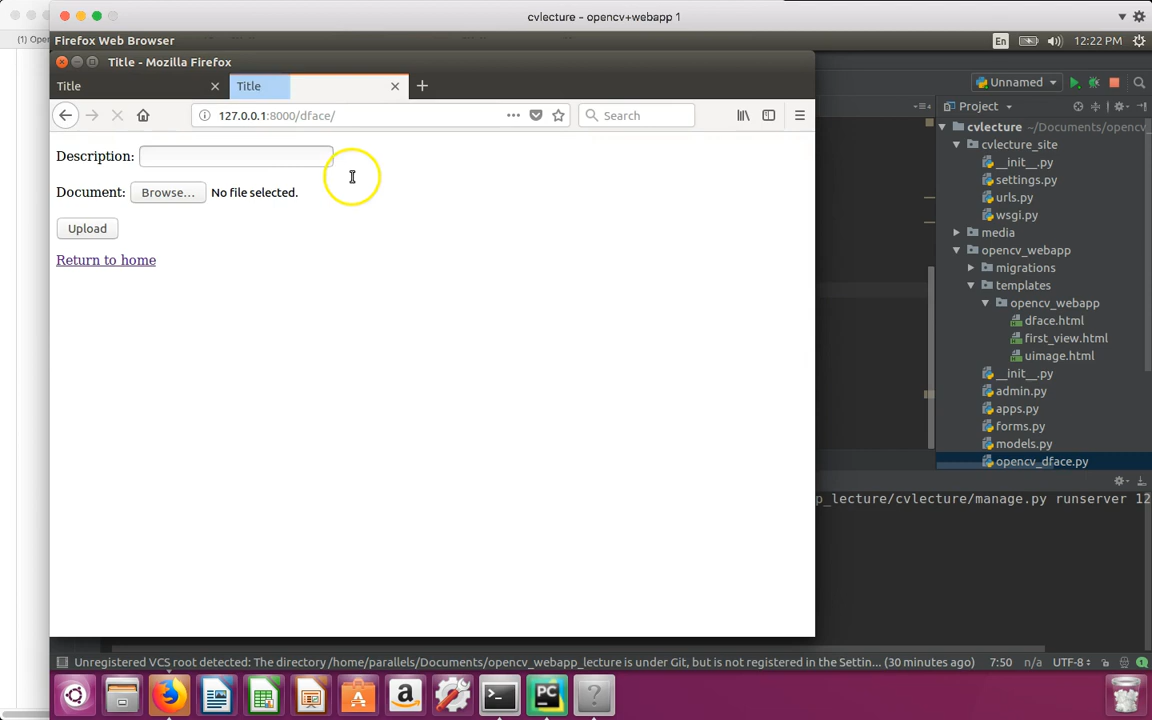 cvlecture - opencv+webapp 1
(1) Open
Firefox Web Browser
En
12:22 PM
Title - Mozilla Firefox
Title
Title
127.0.0.1:8000/dface/
Search
Description:
Document: Browse... No file selected.
Upload
Return to home
Unnamed
Project
cvlecture ~/Documents/opencv
cvlecture_site
__init__.py
settings.py
urls.py
wsgi.py
media
opencv_webapp
migrations
templates
opencv_webapp
dface.html
first_view.html
uimage.html
__init__.py
admin.py
apps.py
forms.py
models.py
opencv_dface.py
p_lecture/cvlecture/manage.py runserver 12
Unregistered VCS root detected: The directory /home/parallels/Documents/opencv_webapp_lecture is under Git, but is not registered in the Settin... (30 minutes ago)
7:50 n/a UTF-8
PC